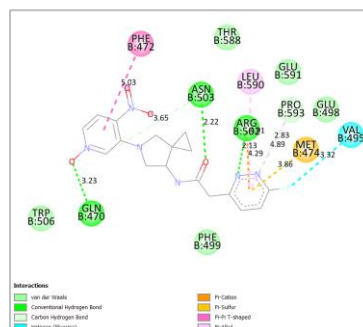 PHE
B:472
THR
B:588
GLU
B:591
LEU
B:590
ASN
B:503
PRO
B:593
GLU
B:498
ARG
VAL
MET
B:474
5.03
3.65
2.22
2.83
2.13
4.89
4.29
3.86
3.32
3.23
N
O
O
N
O
N
N
O
N
TRP
B:506
GLN
B:470
PHE
B:499
Interactions
van der Waals
Conventional Hydrogen Bond
Carbon Hydrogen Bond
Pi-Cation
Pi-Sulfur
Pi-Pi T-shaped